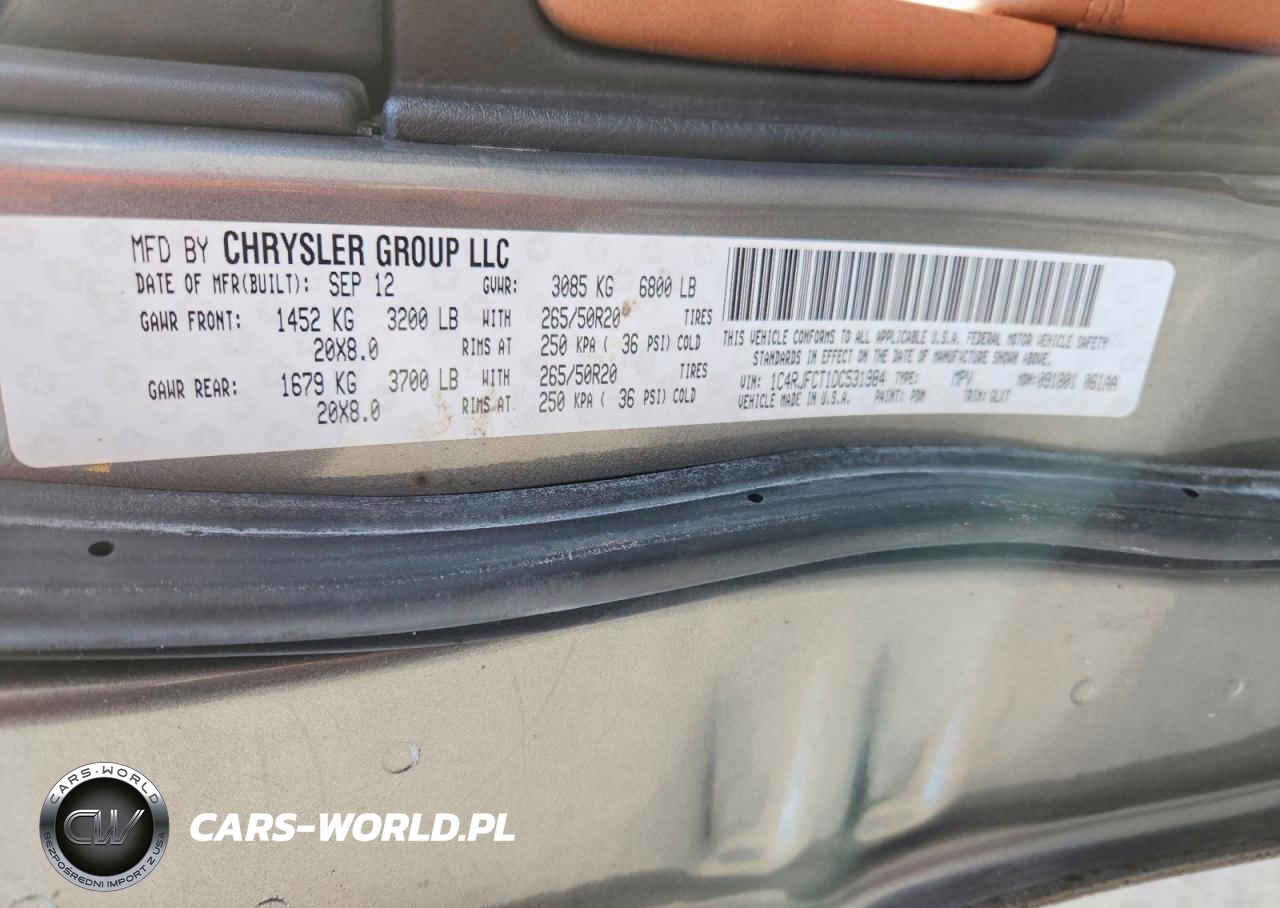 MFD BY CHRYSLER GROUP LLC
DATE OF MFR(BUILT): SEP 12 GVWR: 3085 KG 6800 LB
GAWR FRONT: 1452 KG 3200 LB WITH 265/50R20 TIRES
20X8.0 RIMS AT 250 KPA ( 36 PSI) COLD
GAWR REAR: 1679 KG 3700 LB WITH 265/50R20 TIRES
20X8.0 RIMS AT 250 KPA ( 36 PSI) COLD
THIS VEHICLE CONFORMS TO ALL APPLICABLE U.S.A. FEDERAL MOTOR VEHICLE SAFETY
STANDARDS IN EFFECT ON THE DATE OF MANUFACTURE SHOWN ABOVE.
VIN: 1C4RJFCT1DC531984 TYPE: MPV MDH: 091801 061AA
VEHICLE MADE IN U.S.A. PAINT: PDM TRIM: GLXT
CARS-WORLD
CW
BEZPOŚREDNI IMPORT Z USA
CARS-WORLD.PL